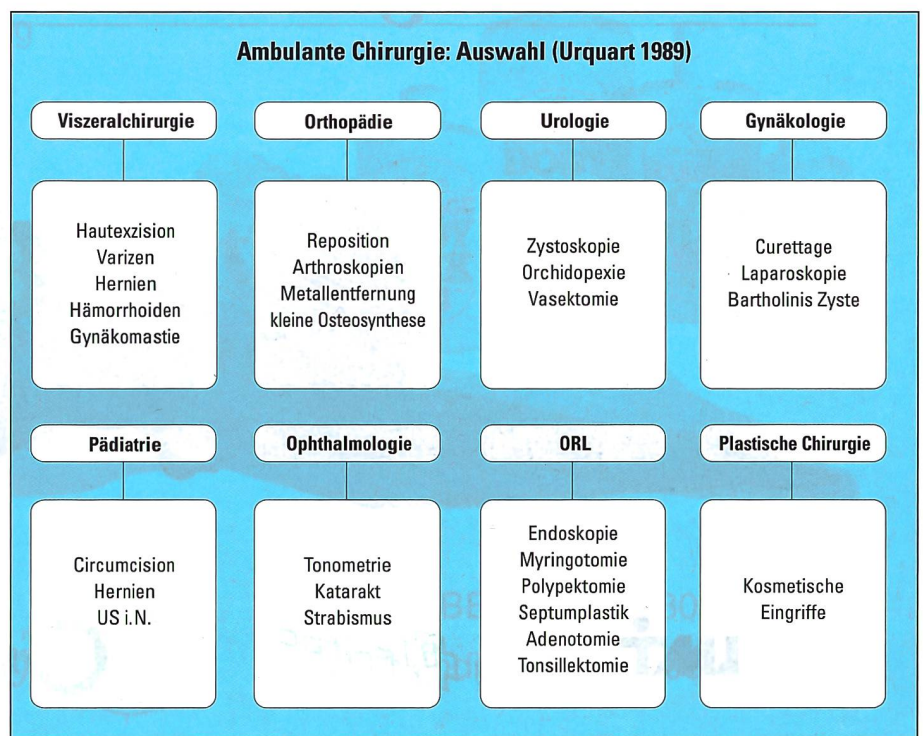 Ambulante Chirurgie: Auswahl (Urquart 1989)
Viszeralchirurgie
Hautexzision
Varizen
Hernien
Hämorrhoiden
Gynäkomastie
Orthopädie
Reposition
Arthroskopien
Metallentfernung
kleine Osteosynthese
Urologie
Zystoskopie
Orchidopexie
Vasektomie
Gynäkologie
Curettage
Laparoskopie
Bartholinis Zyste
Pädiatrie
Circumcision
Hernien
US i.N.
Ophthalmologie
Tonometrie
Katarakt
Strabismus
ORL
Endoskopie
Myringotomie
Polypektomie
Septumplastik
Adenotomie
Tonsillektomie
Plastische Chirurgie
Kosmetische
Eingriffe